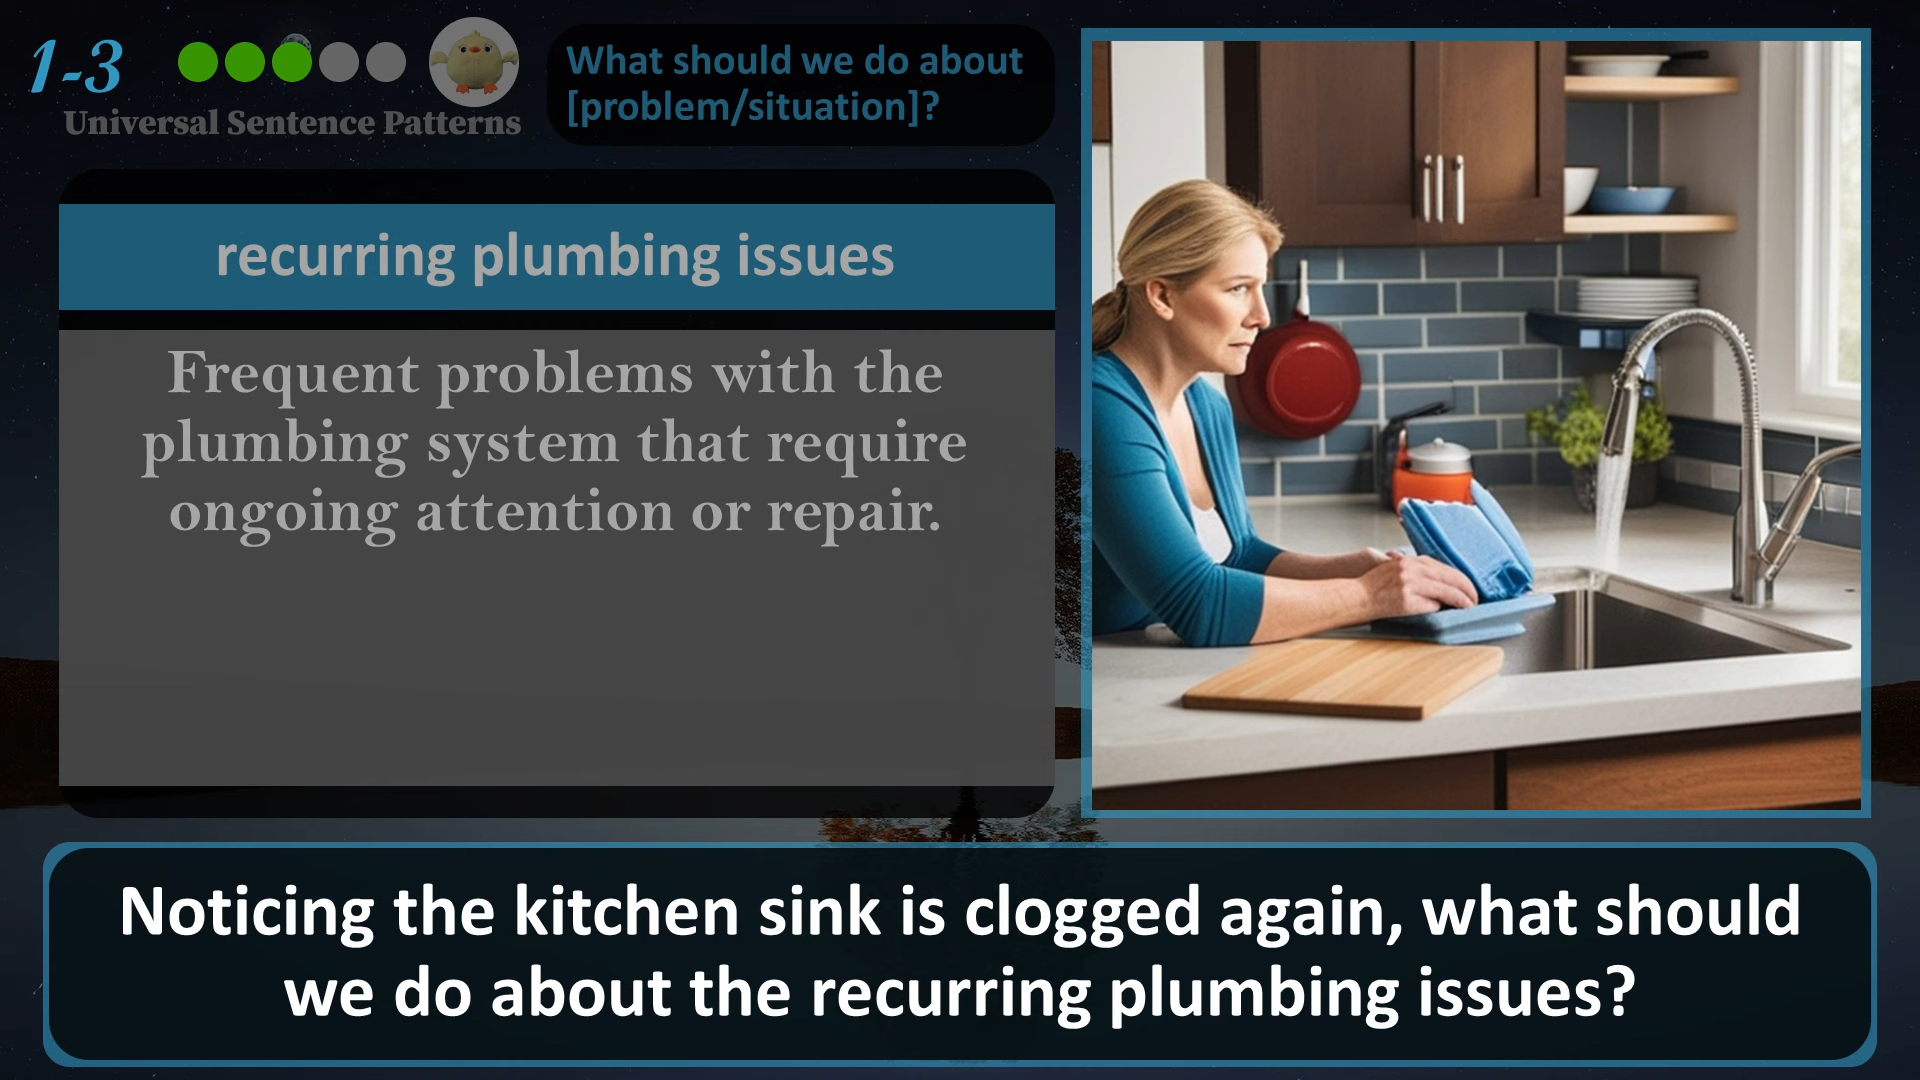 1-3
Universal Sentence Patterns
What should we do about
[problem/situation]?
recurring plumbing issues
Frequent problems with the
plumbing system that require
ongoing attention or repair.
Noticing the kitchen sink is clogged again, what should
we do about the recurring plumbing issues?